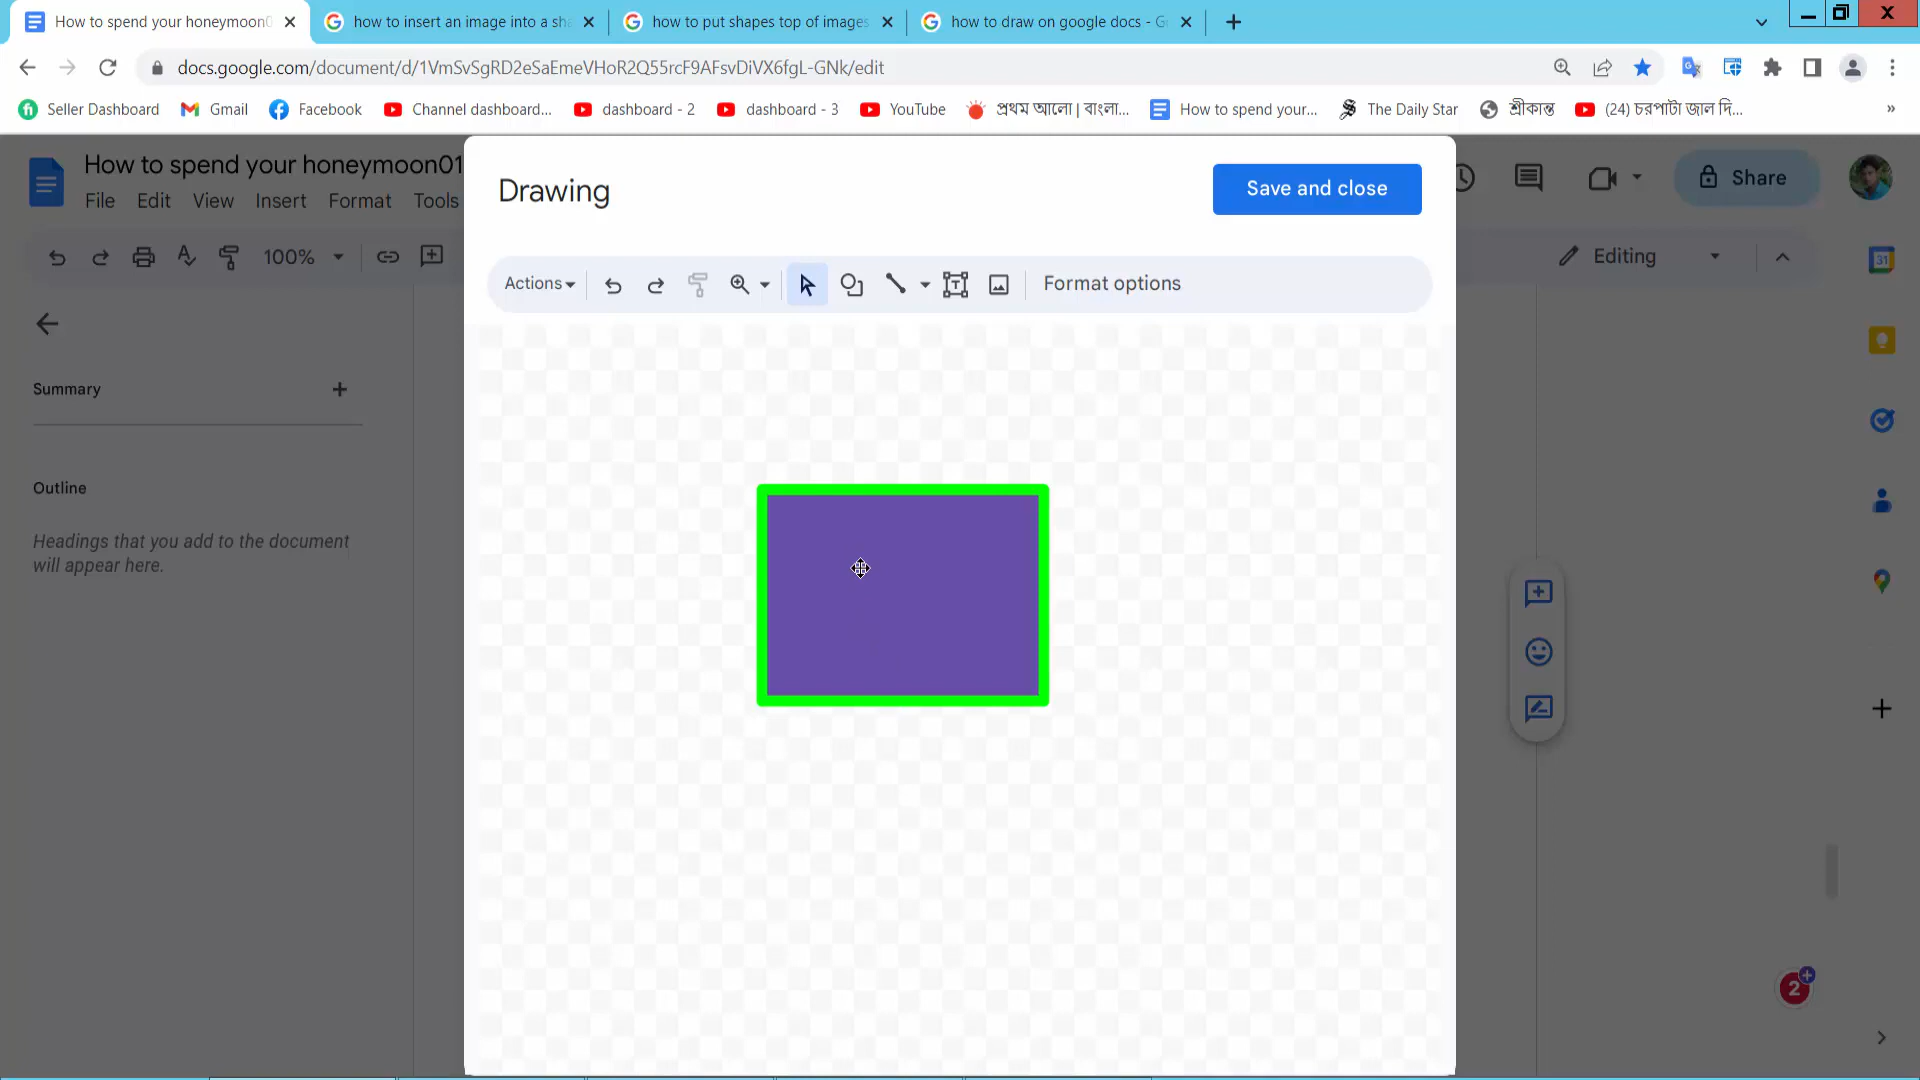 How to spend your honeymoon0
how to insert an image into a sha
how to put shapes top of images
how to draw on google docs - Go
docs.google.com/document/d/1VmSvSgRD2eSaEmeVHoR2Q55rcF9AFsvDiVX6fgL-GNk/edit
Seller Dashboard
Gmail
Facebook
Channel dashboard...
dashboard - 2
dashboard - 3
YouTube
প্রথম আলো | বাংলা...
How to spend your...
The Daily Star
শ্রীকান্ত
(24) চরপাটা জাল দি...
»
How to spend your honeymoon01
File Edit View Insert Format Tools
Share
100%
Editing
31
Drawing
Save and close
Actions
Format options
Summary
Outline
Headings that you add to the document
will appear here.
2